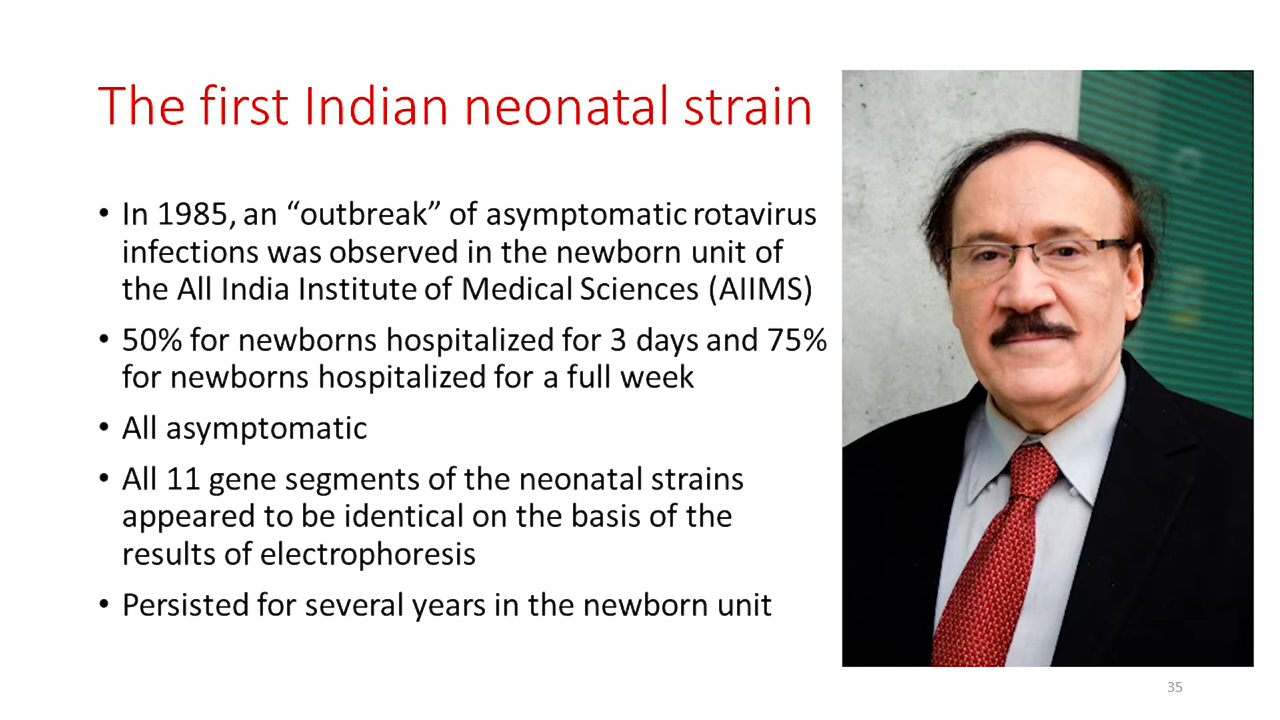 The first Indian neonatal strain
• In 1985, an “outbreak” of asymptomatic rotavirus
infections was observed in the newborn unit of
the All India Institute of Medical Sciences (AIIMS)
• 50% for newborns hospitalized for 3 days and 75%
for newborns hospitalized for a full week
• All asymptomatic
• All 11 gene segments of the neonatal strains
appeared to be identical on the basis of the
results of electrophoresis
• Persisted for several years in the newborn unit
35